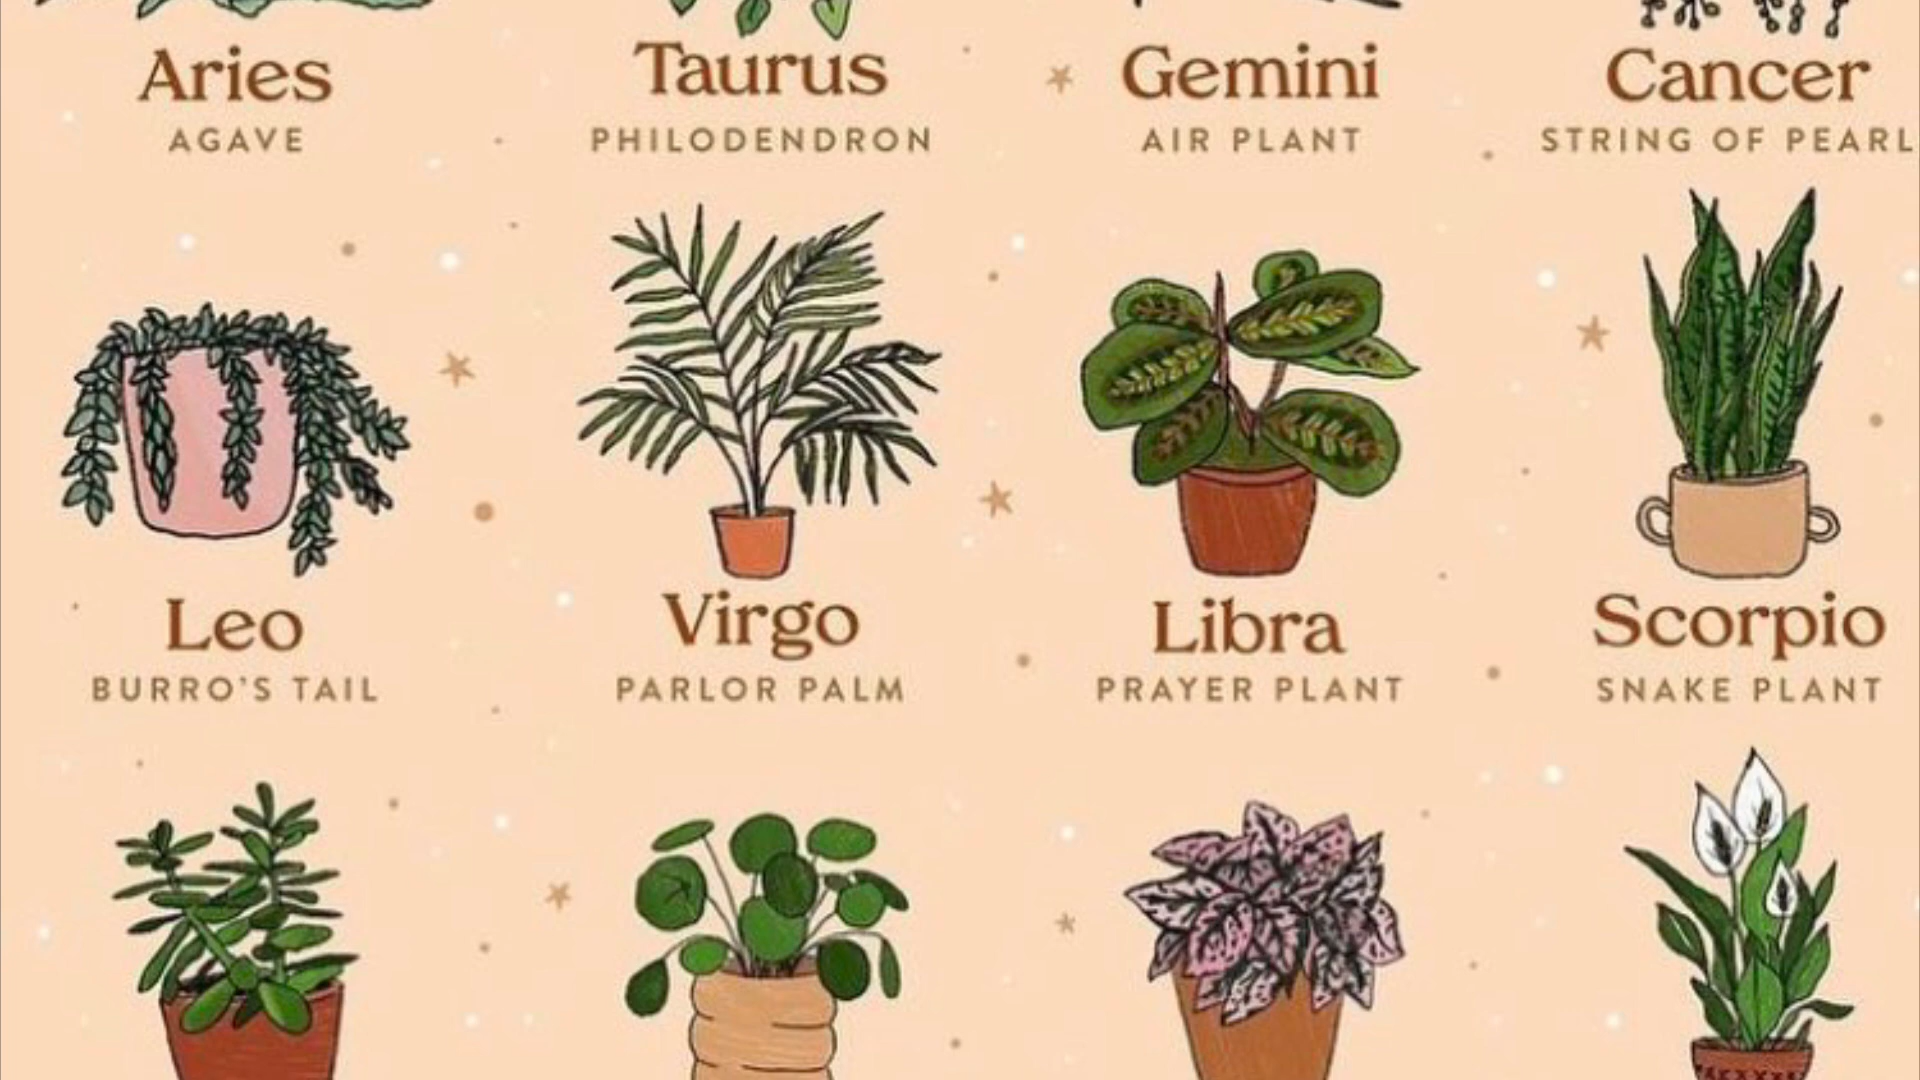 Aries
Taurus
Gemini
Cancer
AGAVE
PHILODENDRON
AIR PLANT
STRING OF PEARL
Leo
Virgo
Libra
Scorpio
BURRO'S TAIL
PARLOR PALM
PRAYER PLANT
SNAKE PLANT